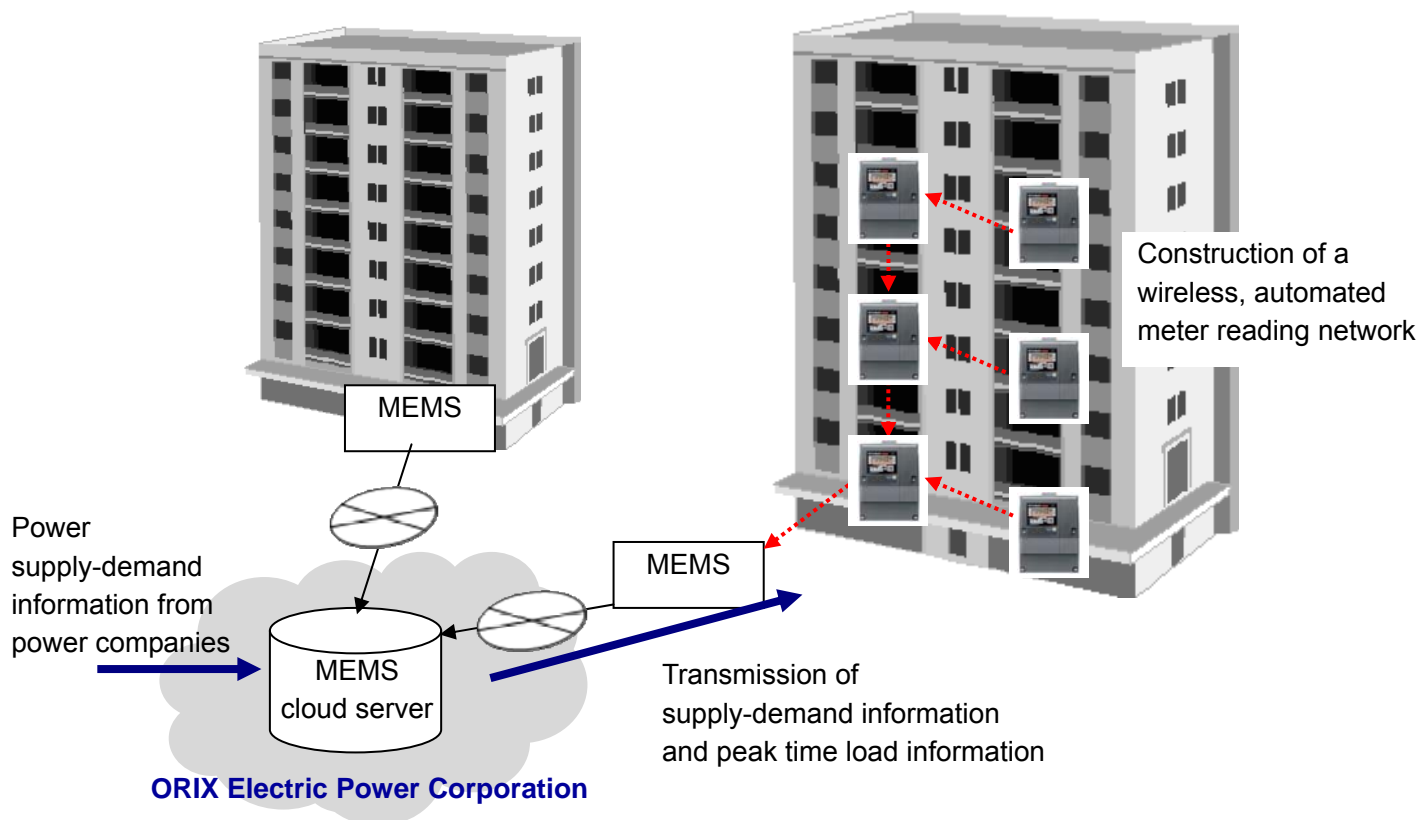 Construction of a
wireless, automated
meter reading network
MEMS
Power
supply-demand
information from
power companies
MEMS
MEMS
cloud server
Transmission of
supply-demand information
and peak time load information
ORIX Electric Power Corporation